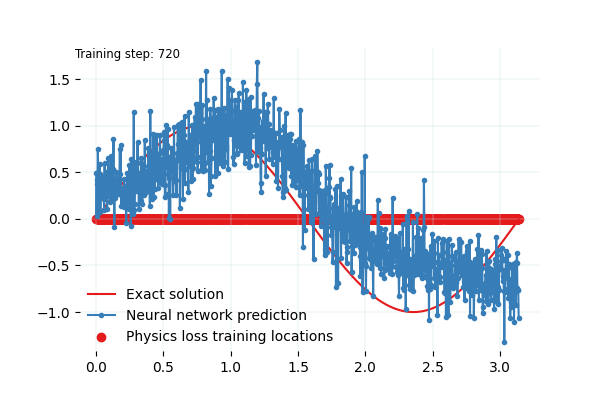 Training step: 720
1.5
1.0
0.5
0.0
−0.5
−1.0
Exact solution
Neural network prediction
Physics loss training locations
0.0 0.5 1.0 1.5 2.0 2.5 3.0